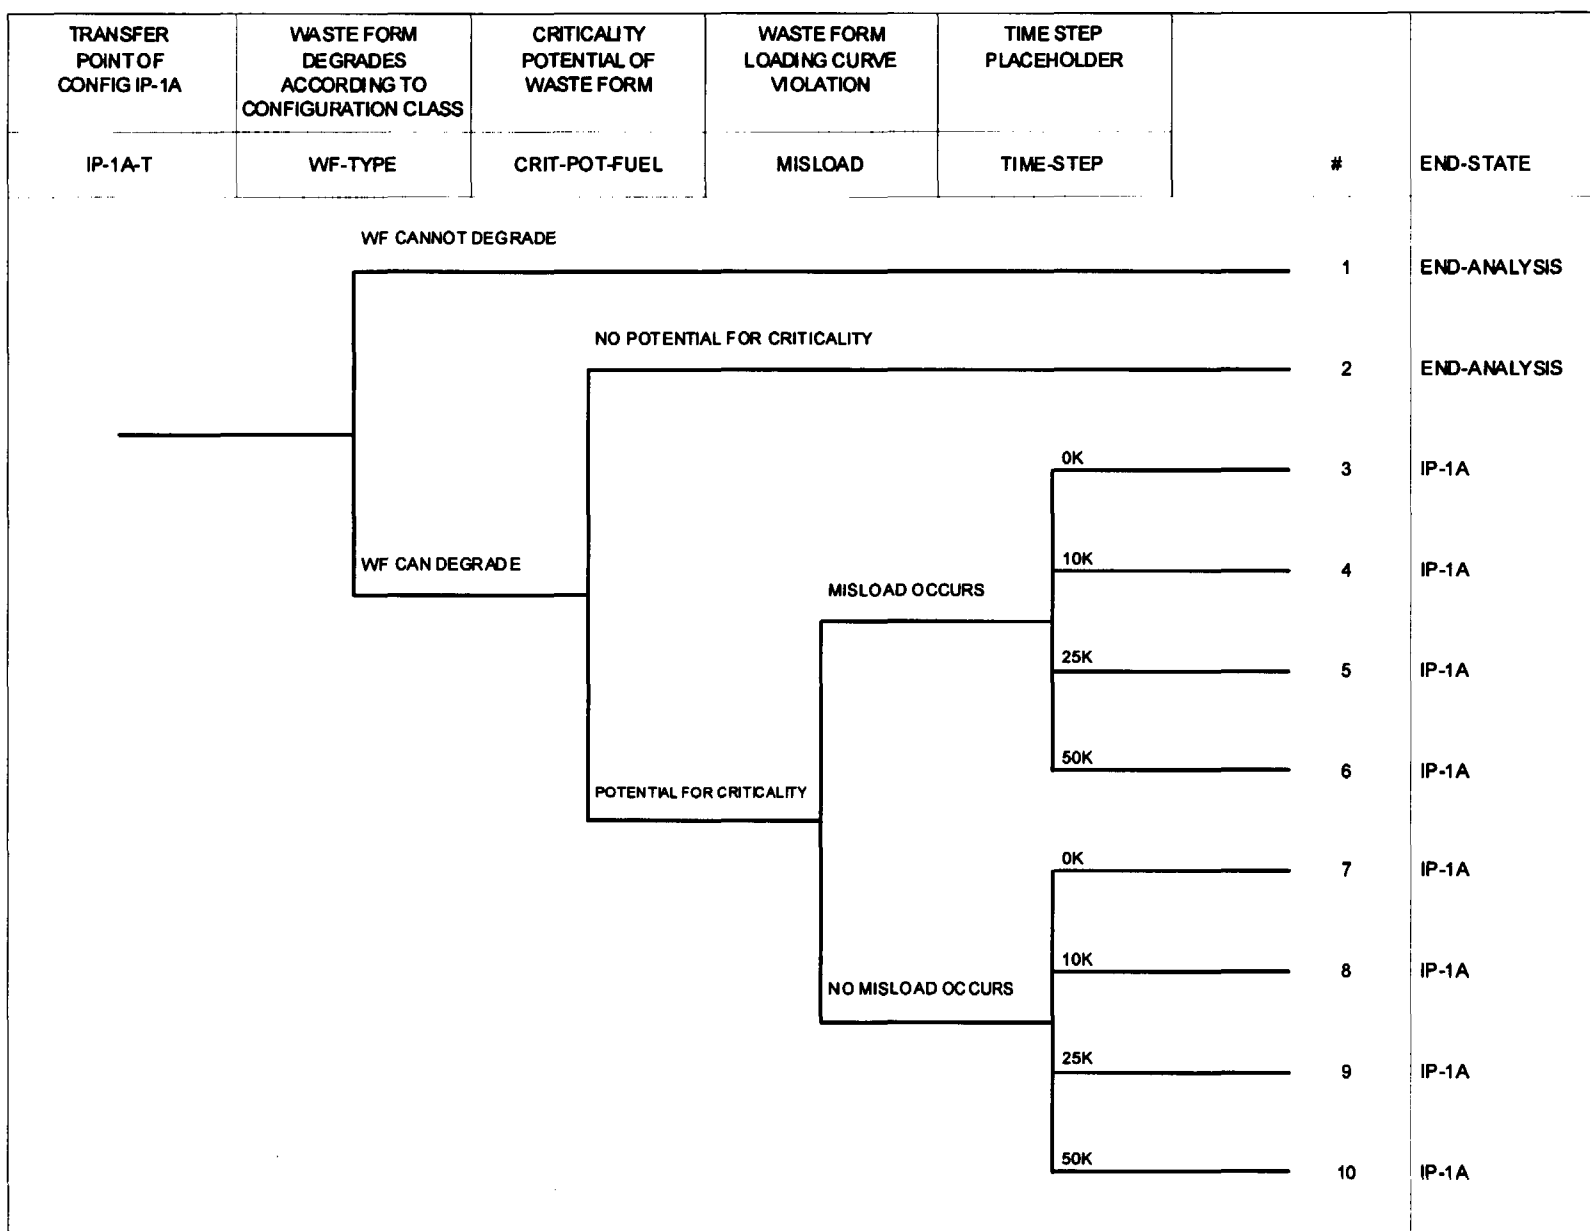 TRANSFER
POINT OF
CONFIG IP-1A
WASTE FORM
DEGRADES
ACCORDING TO
CONFIGURATION CLASS
CRITICALITY
POTENTIAL OF
WASTE FORM
WASTE FORM
LOADING CURVE
VIOLATION
TIME STEP
PLACEHOLDER
IP-1A-T
WF-TYPE
CRIT-POT-FUEL
MISLOAD
TIME-STEP
#
END-STATE
WF CANNOT DEGRADE
1
END-ANALYSIS
NO POTENTIAL FOR CRITICALITY
2
END-ANALYSIS
0K
3
IP-1A
WF CAN DEGRADE
10K
4
IP-1A
MISLOAD OCCURS
25K
5
IP-1A
50K
6
IP-1A
POTENTIAL FOR CRITICALITY
0K
7
IP-1A
10K
8
IP-1A
NO MISLOAD OCCURS
25K
9
IP-1A
50K
10
IP-1A